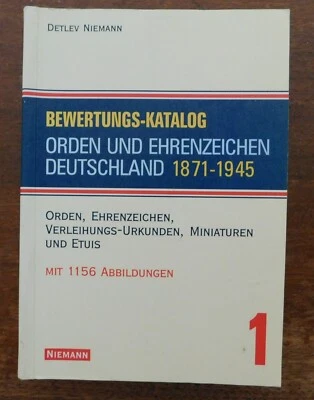 Detlev Niemann
BEWERTUNGS-KATALOG
ORDEN UND EHRENZEICHEN
DEUTSCHLAND 1871-1945
Orden, Ehrenzeichen,
Verleihungs-Urkunden, Miniaturen
und Etuis
mit 1156 Abbildungen
1
Niemann